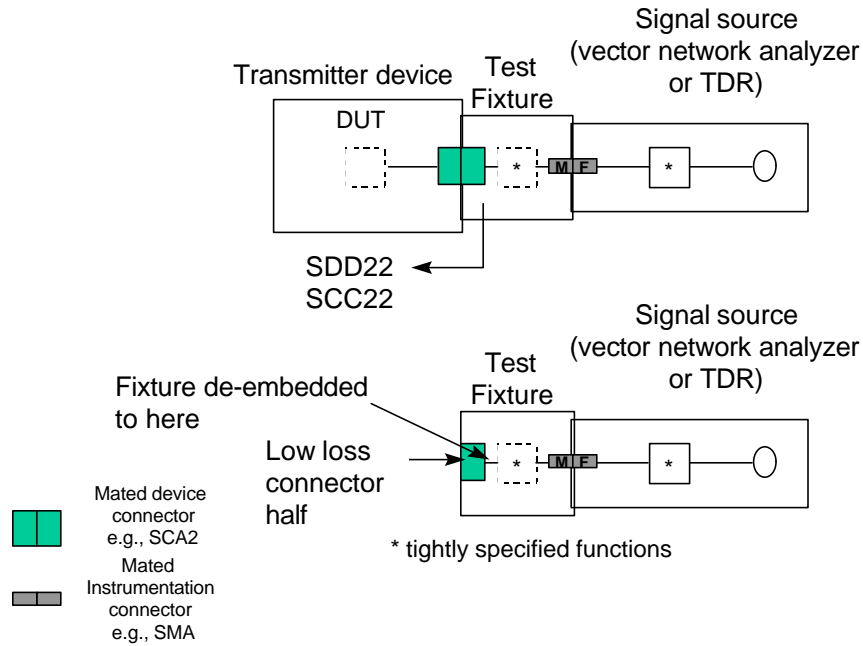 Signal source
(vector network analyzer
or TDR)
Transmitter device
Test
Fixture
DUT
*
M F
*
SDD22
SCC22
Signal source
(vector network analyzer
or TDR)
Test
Fixture
Fixture de-embedded
to here
Low loss
connector
half
*
M F
*
* tightly specified functions
Mated device
connector
e.g., SCA2
Mated
Instrumentation
connector
e.g., SMA